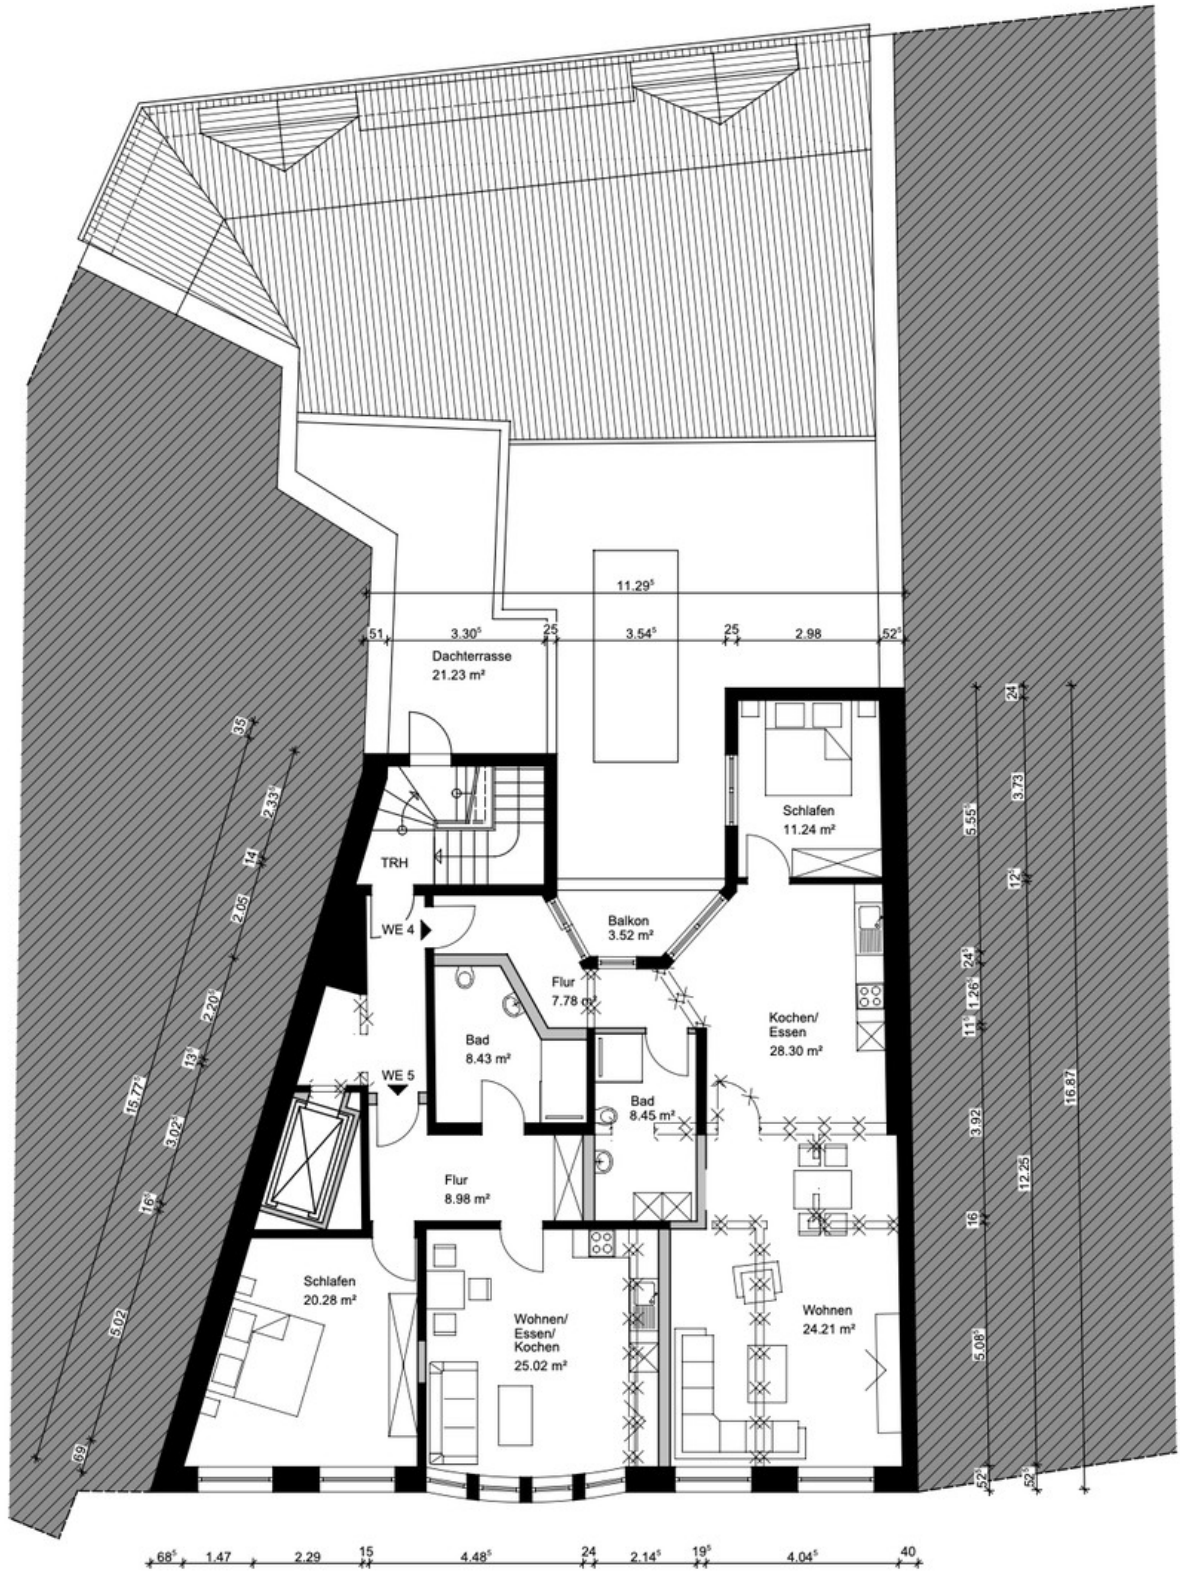 11.29⁵
51
3.30⁵
25
3.54⁵
25
2.98
52⁵
Dachterrasse
21.23 m²
35
2.33⁵
14
2.05
2.20⁵
13⁵
15.77⁵
3.02⁵
16⁵
5.02
69
Schlafen
11.24 m²
TRH
WE 4
Balkon
3.52 m²
Flur
7.78 m²
Kochen/
Essen
28.30 m²
Bad
8.43 m²
WE 5
Bad
8.45 m²
Flur
8.98 m²
Schlafen
20.28 m²
Wohnen/
Essen/
Kochen
25.02 m²
Wohnen
24.21 m²
24
5.55⁵
3.73
12⁵
24⁵
1.26⁵
11⁵
16.87
3.92
12.25
16
5.08⁵
52⁵
52⁵
68⁵
1.47
2.29
15
4.48⁵
24
2.14⁵
19⁵
4.04⁵
40